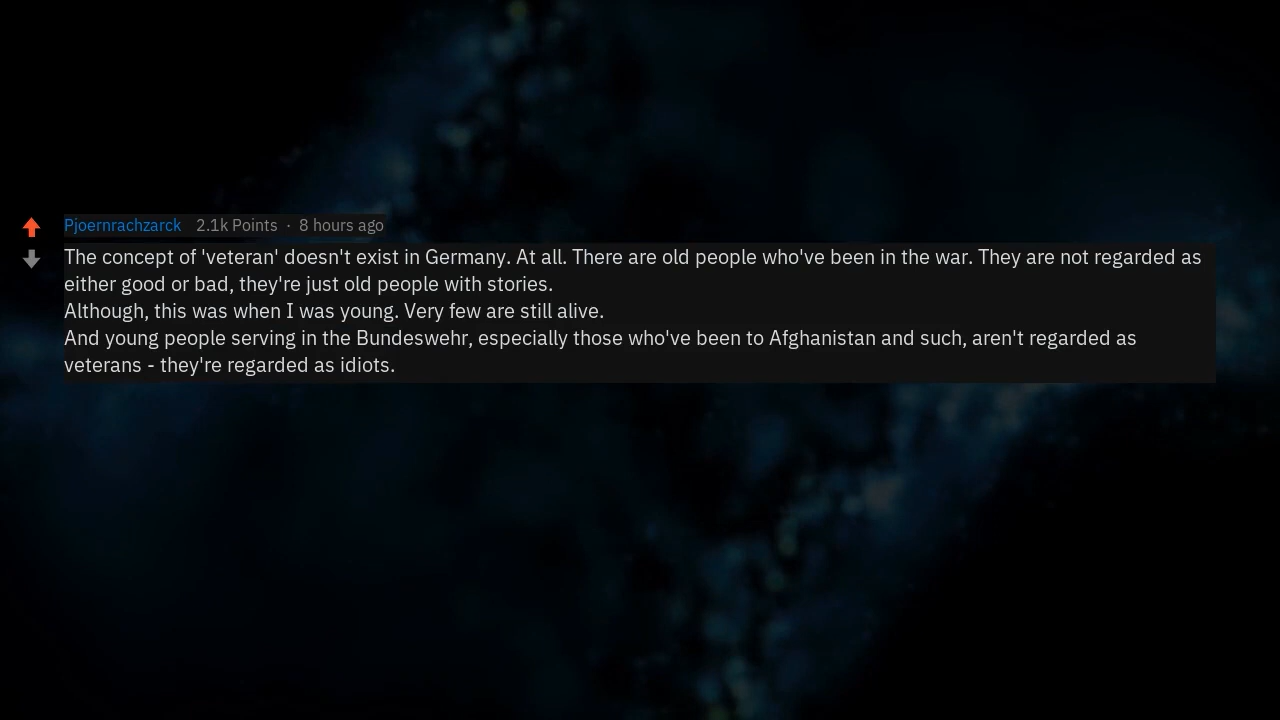 Pjoernrachzarck 2.1k Points · 8 hours ago
The concept of 'veteran' doesn't exist in Germany. At all. There are old people who've been in the war. They are not regarded as
either good or bad, they're just old people with stories.
Although, this was when I was young. Very few are still alive.
And young people serving in the Bundeswehr, especially those who've been to Afghanistan and such, aren't regarded as
veterans - they're regarded as idiots.